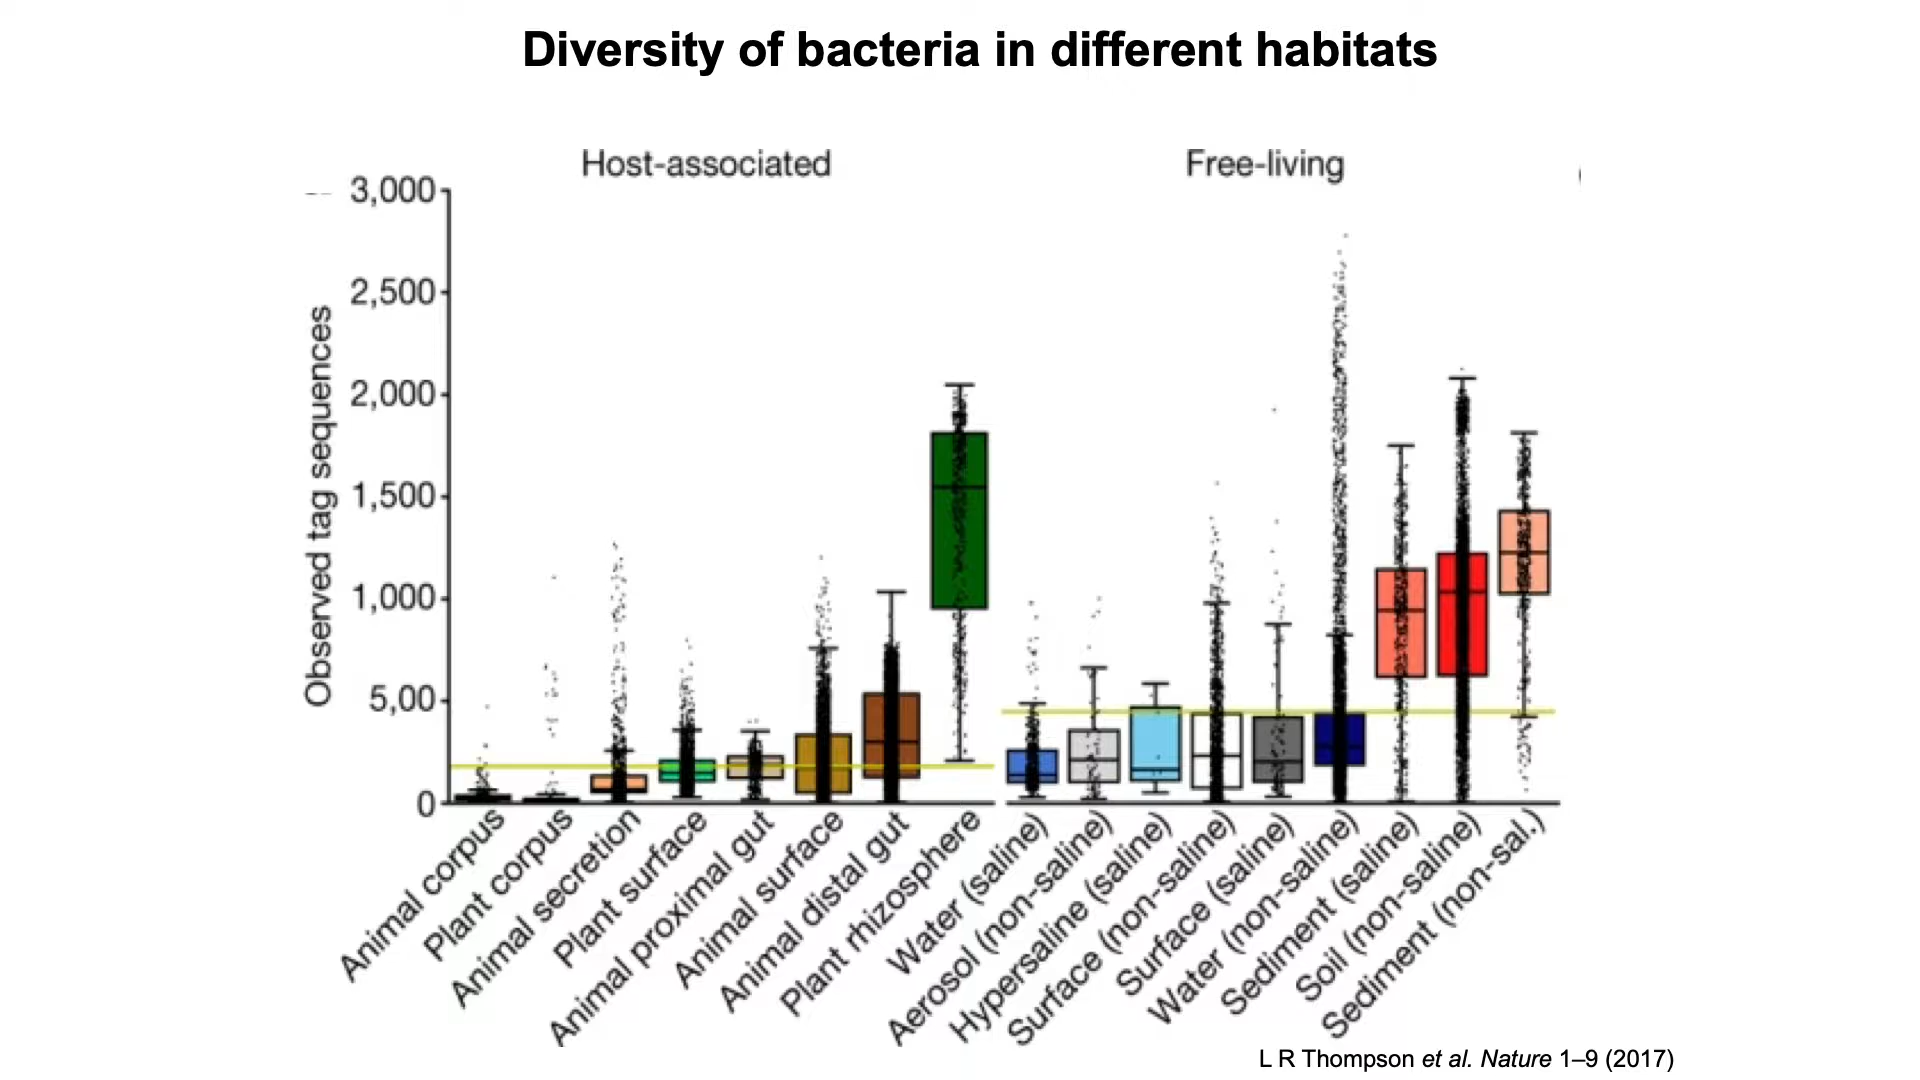 Diversity of bacteria in different habitats
Host-associated
Free-living
3,000
2,500
2,000
1,500
1,000
5,00
0
Observed tag sequences
Animal corpus
Plant corpus
Animal secretion
Plant surface
Animal proximal gut
Animal surface
Animal distal gut
Plant rhizosphere
Water (saline)
Aerosol (non-saline)
Hypersaline (saline)
Surface (non-saline)
Surface (saline)
Water (non-saline)
Sediment (saline)
Soil (non-saline)
Sediment (non-sal.)
L R Thompson et al. Nature 1–9 (2017)